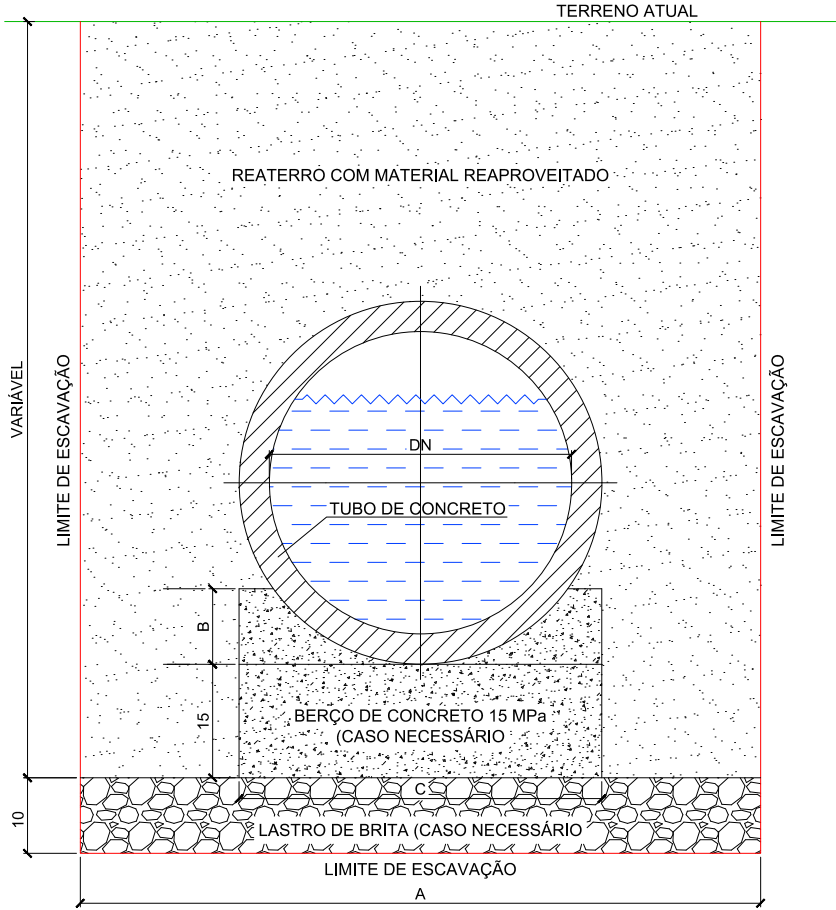 TERRENO ATUAL
REATERRO COM MATERIAL REAPROVEITADO
VARIÁVEL
LIMITE DE ESCAVAÇÃO
LIMITE DE ESCAVAÇÃO
DN
TUBO DE CONCRETO
B
15
BERÇO DE CONCRETO 15 MPa
(CASO NECESSÁRIO
C
10
LASTRO DE BRITA (CASO NECESSÁRIO
LIMITE DE ESCAVAÇÃO
A